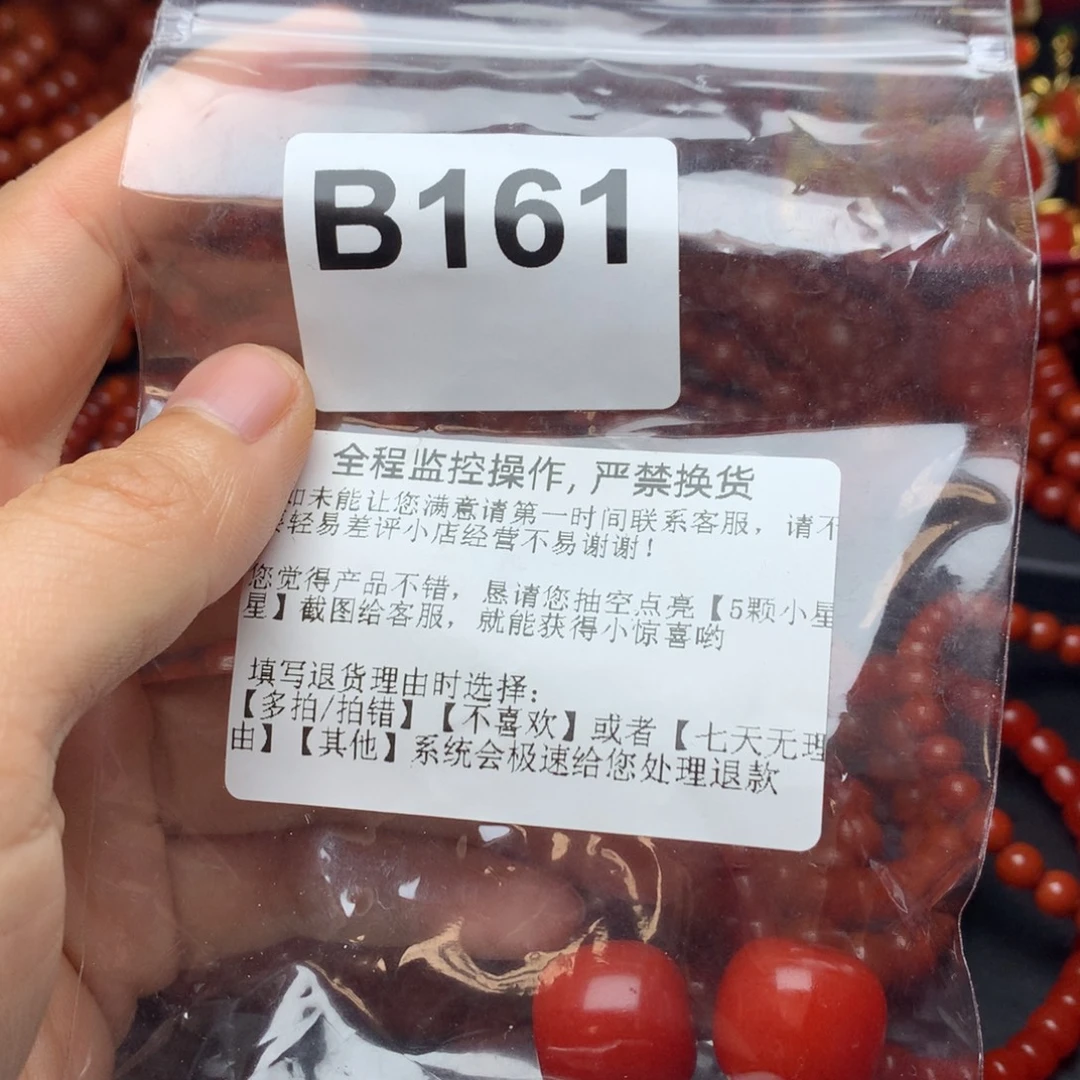 B161
全程监控操作,严禁换货
如未能让您满意请第一时间联系客服,请不
轻易差评小店经营不易谢谢!
您觉得产品不错,恳请您抽空点亮【5颗小星
星】截图给客服,就能获得小惊喜哟
填写退货理由时选择:
【多拍/拍错】【不喜欢】或者【七天无理
由】【其他】系统会极速给您处理退款